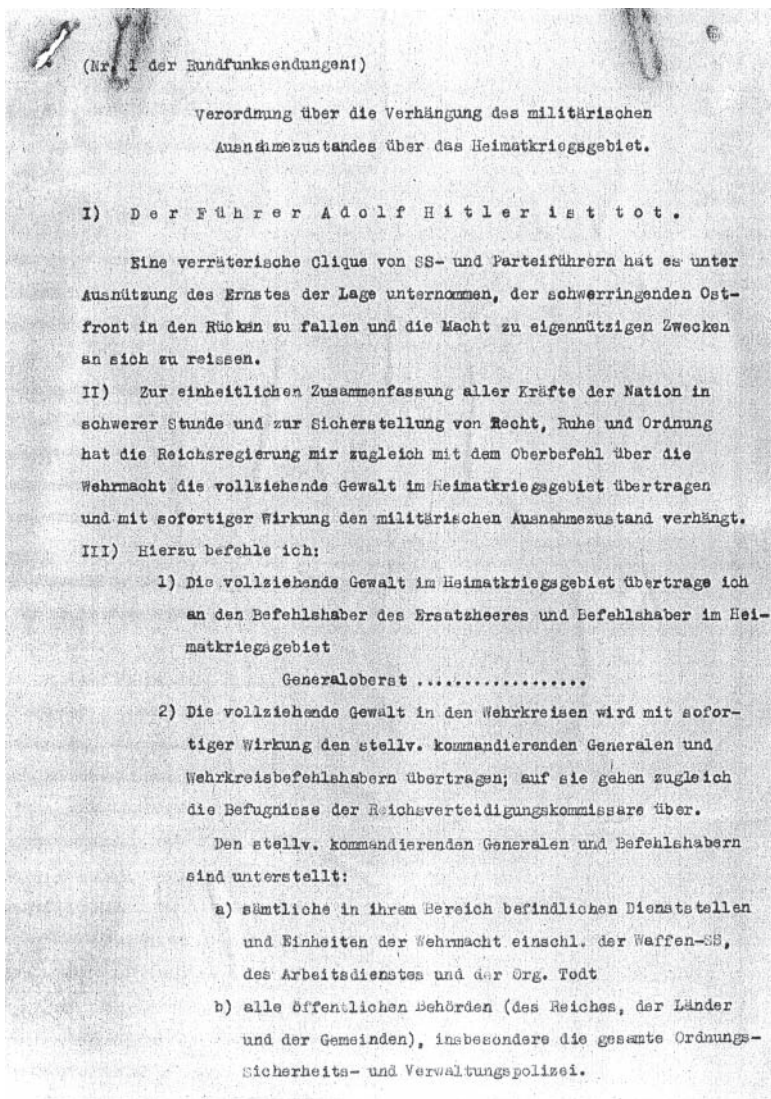 (Nr. 1 der Rundfunksendungen!)
Verordnung über die Verhängung des militärischen
Ausnahmezustandes über das Heimatkriegsgebiet.
I) D e r F ü h r e r A d o l f H i t l e r i s t t o t .
Eine verräterische Clique von SS- und Parteiführern hat es unter
Ausnützung des Ernstes der Lage unternommen, der schwerringenden Ost-
front in den Rücken zu fallen und die Macht zu eigennützigen Zwecken
an sich zu reissen.
II) Zur einheitlichen Zusammenfassung aller Kräfte der Nation in
schwerer Stunde und zur Sicherstellung von Recht, Ruhe und Ordnung
hat die Reichsregierung mir zugleich mit dem Oberbefehl über die
Wehrmacht die vollziehende Gewalt im Heimatkriegsgebiet übertragen
und mit sofortiger Wirkung den militärischen Ausnahmezustand verhängt.
III) Hierzu befehle ich:
1) Die vollziehende Gewalt im Heimatkriegsgebiet übertrage ich
an den Befehlshaber des Ersatzheeres und Befehlshaber im Hei-
matkriegsgebiet
Generaloberst ..................
2) Die vollziehende Gewalt in den Wehrkreisen wird mit sofor-
tiger Wirkung den stellv. kommandierenden Generalen und
Wehrkreisbefehlshabern übertragen; auf sie gehen zugleich
die Befugnisse der Reichsverteidigungskommissare über.
Den stellv. kommandierenden Generalen und Befehlshabern
sind unterstellt:
a) sämtliche in ihrem Bereich befindlichen Dienststellen
und Einheiten der Wehrmacht einschl. der Waffen-SS,
des Arbeitsdienstes und der Org. Todt
b) alle öffentlichen Behörden (des Reiches, der Länder
und der Gemeinden), insbesondere die gesamte Ordnungs-
Sicherheits- und Verwaltungspolizei.